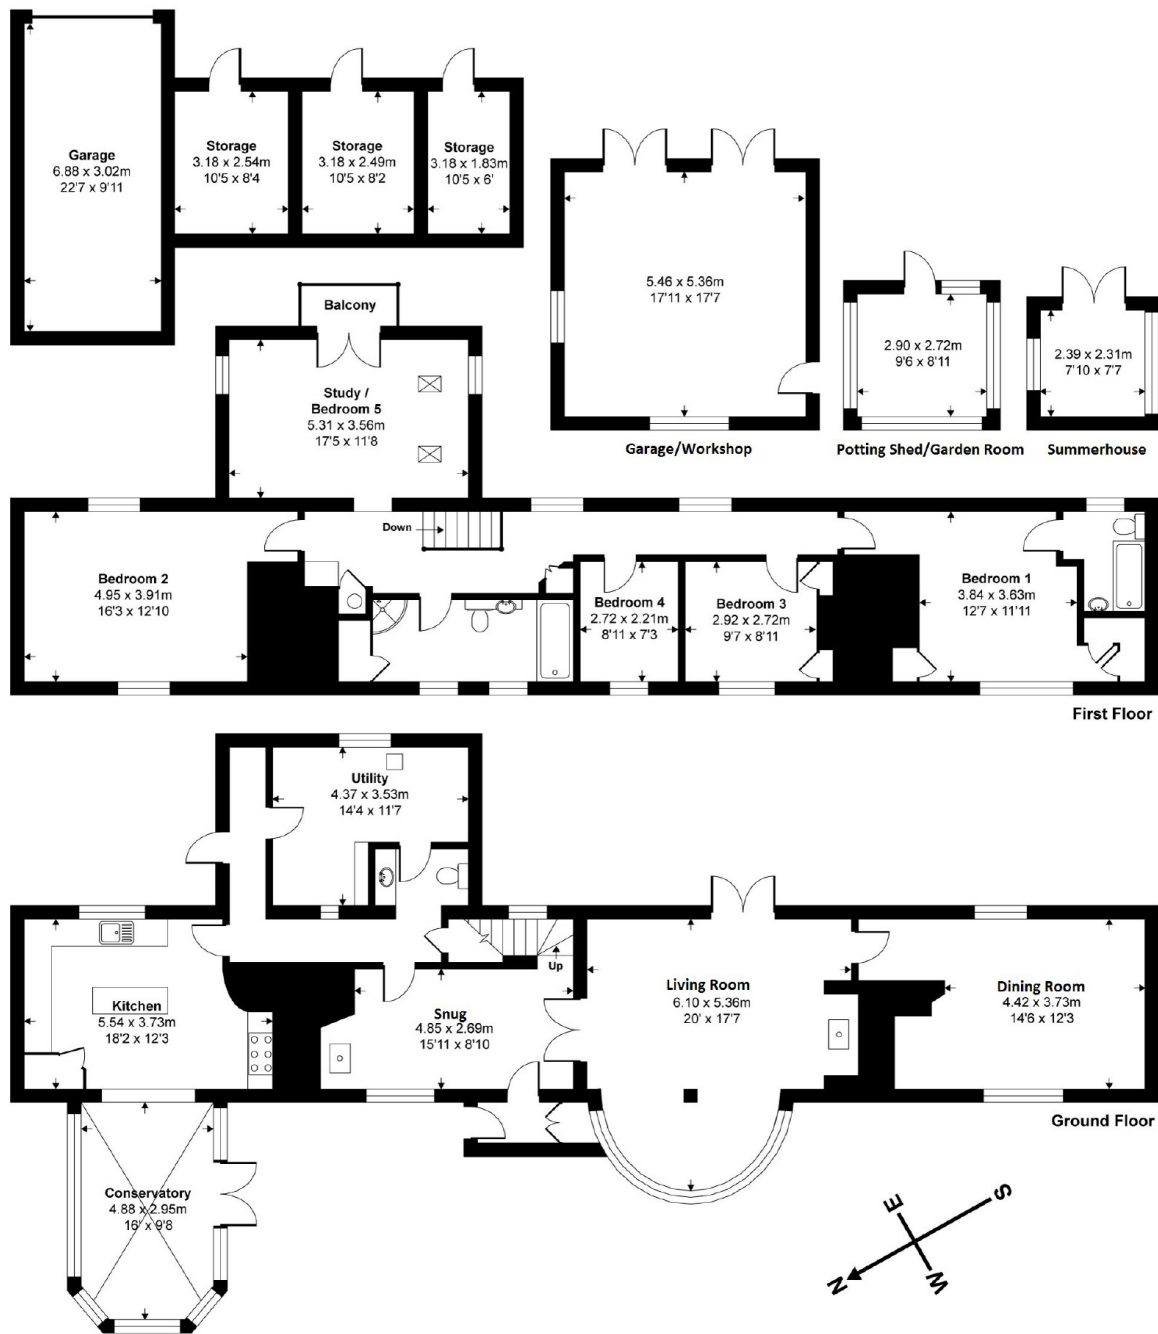 Garage
6.88 x 3.02m
22'7 x 9'11
Storage
3.18 x 2.54m
10'5 x 8'4
Storage
3.18 x 2.49m
10'5 x 8'2
Storage
3.18 x 1.83m
10'5 x 6'
5.46 x 5.36m
17'11 x 17'7
Garage/Workshop
2.90 x 2.72m
9'6 x 8'11
Potting Shed/Garden Room
2.39 x 2.31m
7'10 x 7'7
Summerhouse
Balcony
Study /
Bedroom 5
5.31 x 3.56m
17'5 x 11'8
Down
Bedroom 2
4.95 x 3.91m
16'3 x 12'10
Bedroom 4
2.72 x 2.21m
8'11 x 7'3
Bedroom 3
2.92 x 2.72m
9'7 x 8'11
Bedroom 1
3.84 x 3.63m
12'7 x 11'11
First Floor
Utility
4.37 x 3.53m
14'4 x 11'7
Up
Kitchen
5.54 x 3.73m
18'2 x 12'3
Snug
4.85 x 2.69m
15'11 x 8'10
Living Room
6.10 x 5.36m
20' x 17'7
Dining Room
4.42 x 3.73m
14'6 x 12'3
Ground Floor
Conservatory
4.88 x 2.95m
16' x 9'8
E
S
N
W